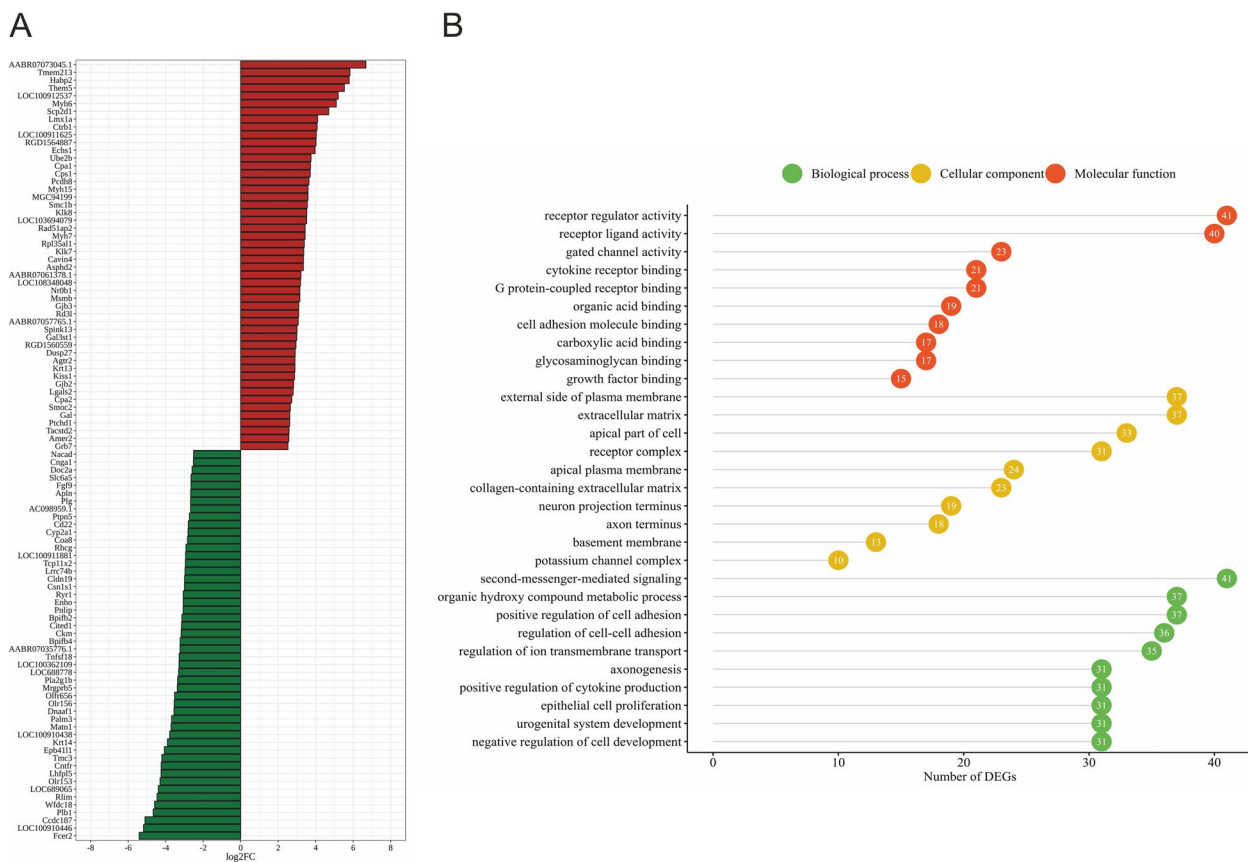 A
B
AABR07073045.1
Tmem213
Habp2
Them5
LOC100912537
Myh6
Scp2d1
Lmx1a
Ctrb1
LOC100911625
RGD1564887
Echs1
Ube2b
Cpa1
Cps1
Pcdh8
Myh15
MGC94199
Smc1b
Klk8
LOC103694079
Rad51ap2
Myh7
Rpl35al1
Klk7
Cavin4
Asphd2
AABR07061378.1
LOC108348048
Nr0b1
Msmb
Gjb3
Rd3l
AABR07057765.1
Spink13
Gal3st1
RGD1560559
Dusp27
Agtr2
Krt13
Kiss1
Gjb2
Lgals2
Cpa2
Smoc2
Gal
Ptchd1
Tacstd2
Amer2
Grb7
Nacad
Cnga1
Doc2a
Slc6a5
Fgf9
Apln
Plg
AC098959.1
Ptpn5
Cd22
Cyp2a1
Coa8
Rhcg
LOC100911881
Tcp11x2
Lrrc74b
Cldn19
Csn1s1
Ryr1
Enho
Pnlip
Bpifb2
Cited1
Ckm
Bpifb4
AABR07035776.1
Tnfsf18
LOC100362109
LOC688778
Pla2g1b
Mrgprb5
Olr656
Olr156
Dnaaf1
Palm3
Matn1
LOC100910438
Krt14
Epb41l1
Tmc3
Cntfr
Lhfpl5
Olr153
LOC689065
Rlim
Wfdc18
Plb1
Ccdc187
LOC100910446
Fcer2
-8 -6 -4 -2 0 2 4 6 8
log2FC
Biological process Cellular component Molecular function
receptor regulator activity 41
receptor ligand activity 40
gated channel activity 23
cytokine receptor binding 21
G protein-coupled receptor binding 21
organic acid binding 19
cell adhesion molecule binding 18
carboxylic acid binding 17
glycosaminoglycan binding 17
growth factor binding 15
external side of plasma membrane 37
extracellular matrix 37
apical part of cell 33
receptor complex 31
apical plasma membrane 24
collagen-containing extracellular matrix 23
neuron projection terminus 19
axon terminus 18
basement membrane 13
potassium channel complex 10
second-messenger-mediated signaling 41
organic hydroxy compound metabolic process 37
positive regulation of cell adhesion 37
regulation of cell-cell adhesion 36
regulation of ion transmembrane transport 35
axonogenesis 31
positive regulation of cytokine production 31
epithelial cell proliferation 31
urogenital system development 31
negative regulation of cell development 31
0 10 20 30 40
Number of DEGs